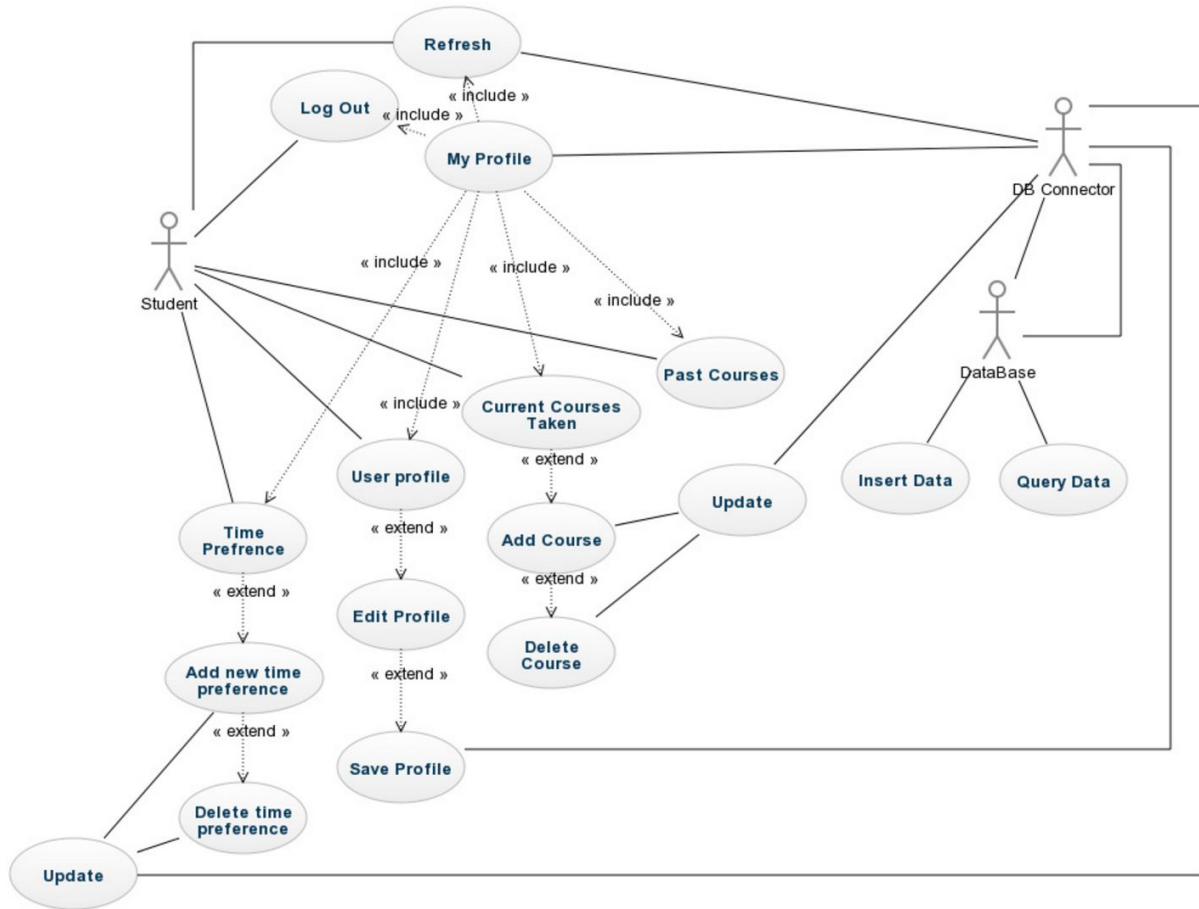 Refresh
Log Out
« include »
« include »
My Profile
DB Connector
Student
« include »
« include »
« include »
Past Courses
DataBase
« include »
Current Courses
Taken
« extend »
User profile
Insert Data
Query Data
Update
Time
Prefrence
« extend »
Add Course
« extend »
« extend »
Edit Profile
Delete
Course
Add new time
preference
« extend »
« extend »
Save Profile
Delete time
preference
Update